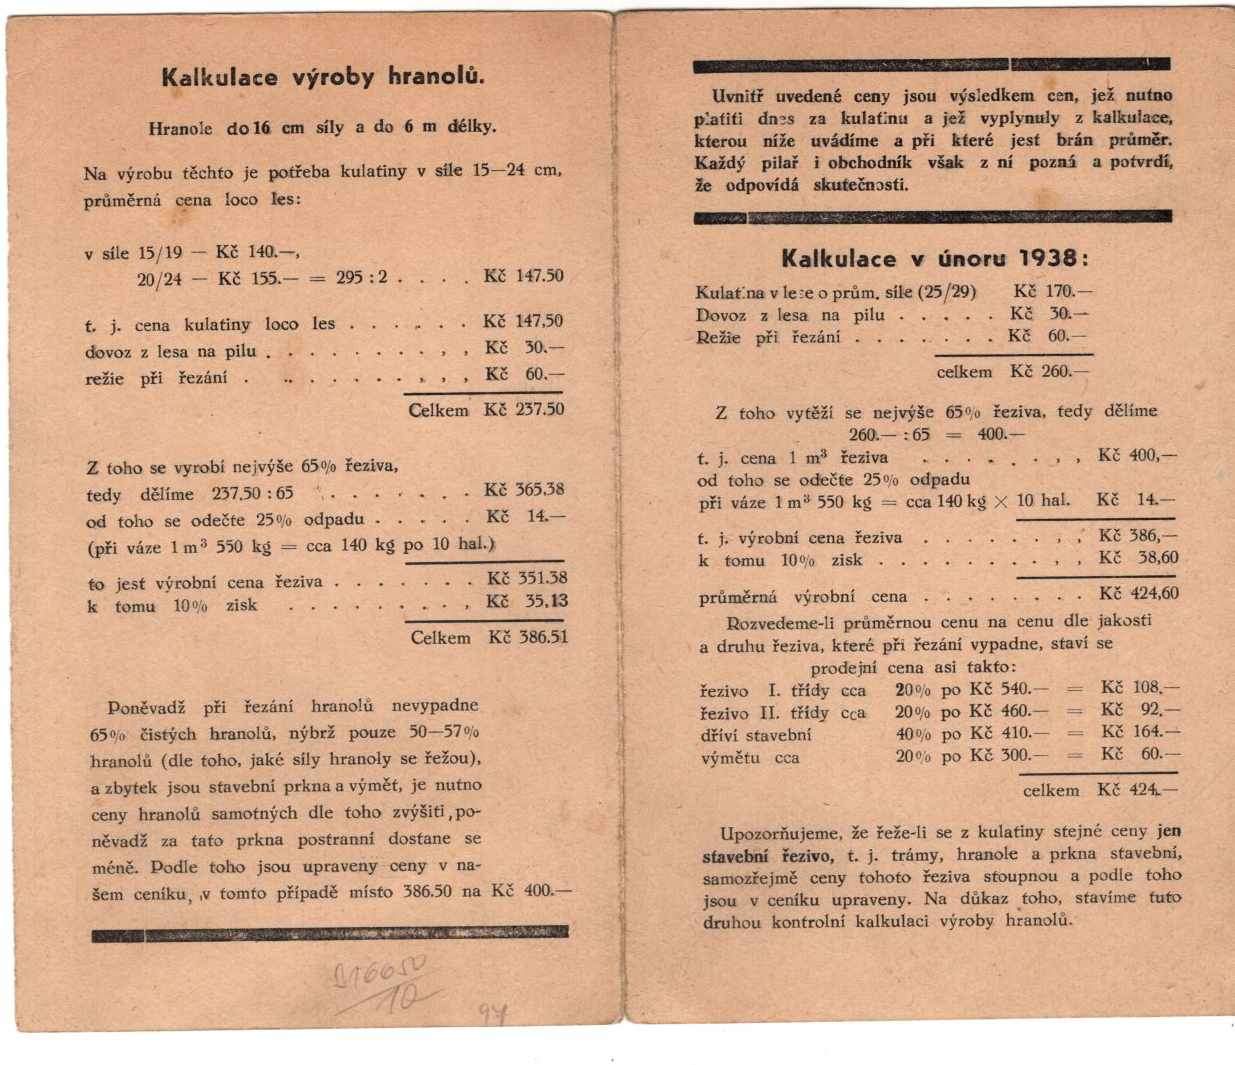 Kalkulace výroby hranolů.
Hranole do 16 cm síly a do 6 m délky.
Na výrobu těchto je potřeba kulatiny v síle 15—24 cm,
průměrná cena loco les:
v síle 15/19 — Kč 140.—,
20/24 — Kč 155.— = 295 : 2 . . . . Kč 147.50
t. j. cena kulatiny loco les . . . . . . Kč 147,50
dovoz z lesa na pilu . . . . . . . . . , , Kč 30.—
režie při řezání . . . . . . . . , , , Kč 60.—
Celkem Kč 237.50
Z toho se vyrobí nejvýše 65% řeziva,
tedy dělíme 237,50 : 65 . . . . . . . Kč 365.38
od toho se odečte 25% odpadu . . . . . Kč 14.—
(při váze 1 m³ 550 kg = cca 140 kg po 10 hal.)
to jest výrobní cena řeziva . . . . . . . Kč 351.38
k tomu 10% zisk . . . . . . . . . , Kč 35.13
Celkem Kč 386.51
Poněvadž při řezání hranolů nevypadne
65% čistých hranolů, nýbrž pouze 50—57%
hranolů (dle toho, jaké síly hranoly se řežou),
a zbytek jsou stavební prkna a výmět, je nutno
ceny hranolů samotných dle toho zvýšiti, po-
něvadž za tato prkna postranní dostane se
méně. Podle toho jsou upraveny ceny v na-
šem ceníku, v tomto případě místo 386.50 na Kč 400.—
116650
10
94
Uvnitř uvedené ceny jsou výsledkem cen, jež nutno
platiti dnes za kulatinu a jež vyplynuly z kalkulace,
kterou níže uvádíme a při které jest brán průměr.
Každý pilař i obchodník však z ní pozná a potvrdí,
že odpovídá skutečnosti.
Kalkulace v únoru 1938:
Kulatina v lese o prům. síle (25/29) Kč 170.—
Dovoz z lesa na pilu . . . . . Kč 30.—
Režie při řezání . . . . . . . Kč 60.—
celkem Kč 260.—
Z toho vytěží se nejvýše 65% řeziva, tedy dělíme
260.— : 65 = 400.—
t. j. cena 1 m³ řeziva . . . . . , , Kč 400,—
od toho se odečte 25% odpadu
při váze 1 m³ 550 kg = cca 140 kg × 10 hal. Kč 14.—
t. j. výrobní cena řeziva . . . . . , , Kč 386,—
k tomu 10% zisk . . . . . . . . , , Kč 38,60
průměrná výrobní cena . . . . . . . . Kč 424,60
Rozvedeme-li průměrnou cenu na cenu dle jakosti
a druhu řeziva, které při řezání vypadne, staví se
prodejní cena asi takto:
řezivo I. třídy cca 20% po Kč 540.— = Kč 108.—
řezivo II. třídy cca 20% po Kč 460.— = Kč 92.—
dříví stavební 40% po Kč 410.— = Kč 164.—
výmětu cca 20% po Kč 300.— = Kč 60.—
celkem Kč 424.—
Upozorňujeme, že řeže-li se z kulatiny stejné ceny jen
stavební řezivo, t. j. trámy, hranole a prkna stavební,
samozřejmě ceny tohoto řeziva stoupnou a podle toho
jsou v ceníku upraveny. Na důkaz toho, stavíme tuto
druhou kontrolní kalkulaci výroby hranolů.